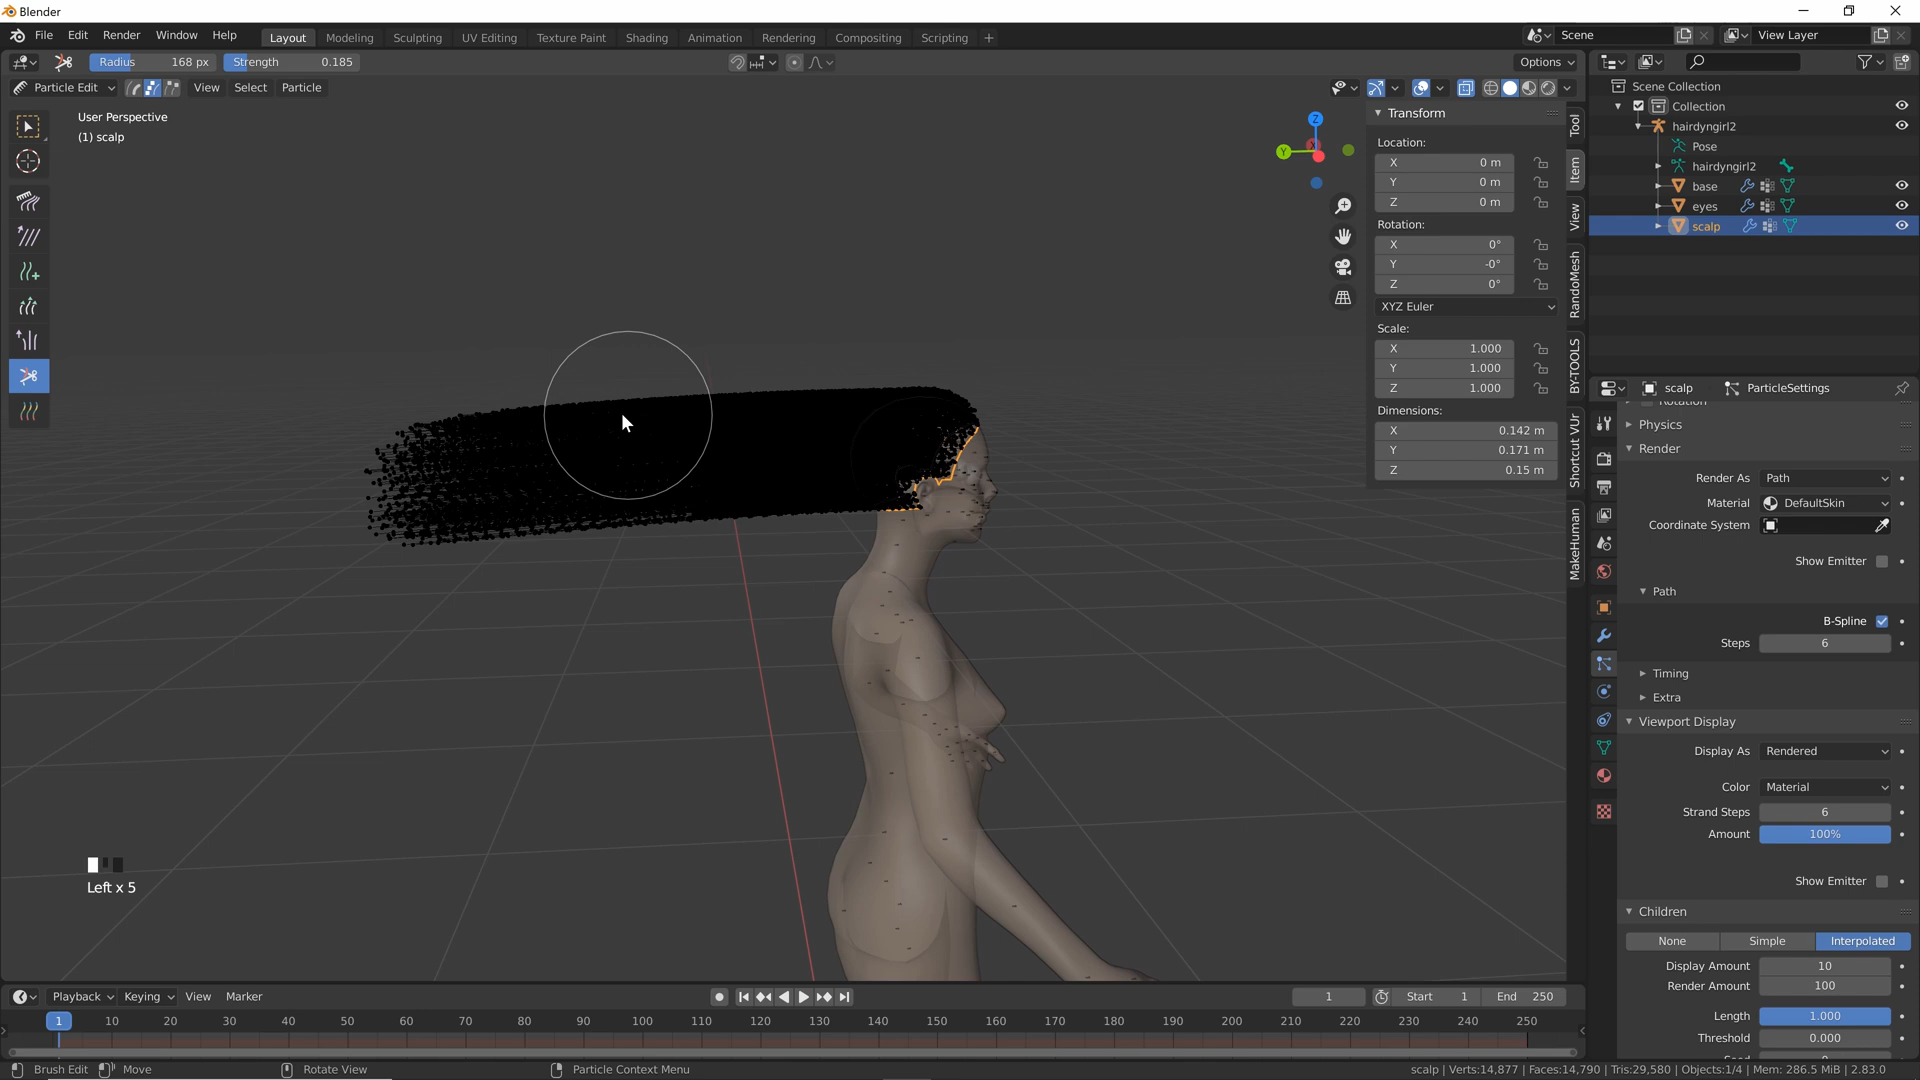 Blender
File Edit Render Window Help Layout Modeling Sculpting UV Editing Texture Paint Shading Animation Rendering Compositing Scripting + Scene View Layer
Radius 168 px Strength 0.185 Options
Particle Edit View Select Particle
User Perspective
(1) scalp
Z
Y
X
Transform
Location:
X 0 m
Y 0 m
Z 0 m
Rotation:
X 0°
Y -0°
Z 0°
XYZ Euler
Scale:
X 1.000
Y 1.000
Z 1.000
Dimensions:
X 0.142 m
Y 0.171 m
Z 0.15 m
Tool
Item
View
RandoMesh
BY-TOOLS
Shortcut VUr
MakeHuman
Scene Collection
Collection
hairdyngirl2
Pose
hairdyngirl2
base
eyes
scalp
scalp ParticleSettings
Rotation
Physics
Render
Render As Path
Material DefaultSkin
Coordinate System
Show Emitter
Path
B-Spline
Steps 6
Timing
Extra
Viewport Display
Display As Rendered
Color Material
Strand Steps 6
Amount 100%
Show Emitter
Children
None Simple Interpolated
Display Amount 10
Render Amount 100
Length 1.000
Threshold 0.000
Left x 5
Playback Keying View Marker 1 Start 1 End 250
1 10 20 30 40 50 60 70 80 90 100 110 120 130 140 150 160 170 180 190 200 210 220 230 240 250
Brush Edit Move Rotate View Particle Context Menu scalp | Verts:14,877 | Faces:14,790 | Tris:29,580 | Objects:1/4 | Mem: 286.5 MiB | 2.83.0